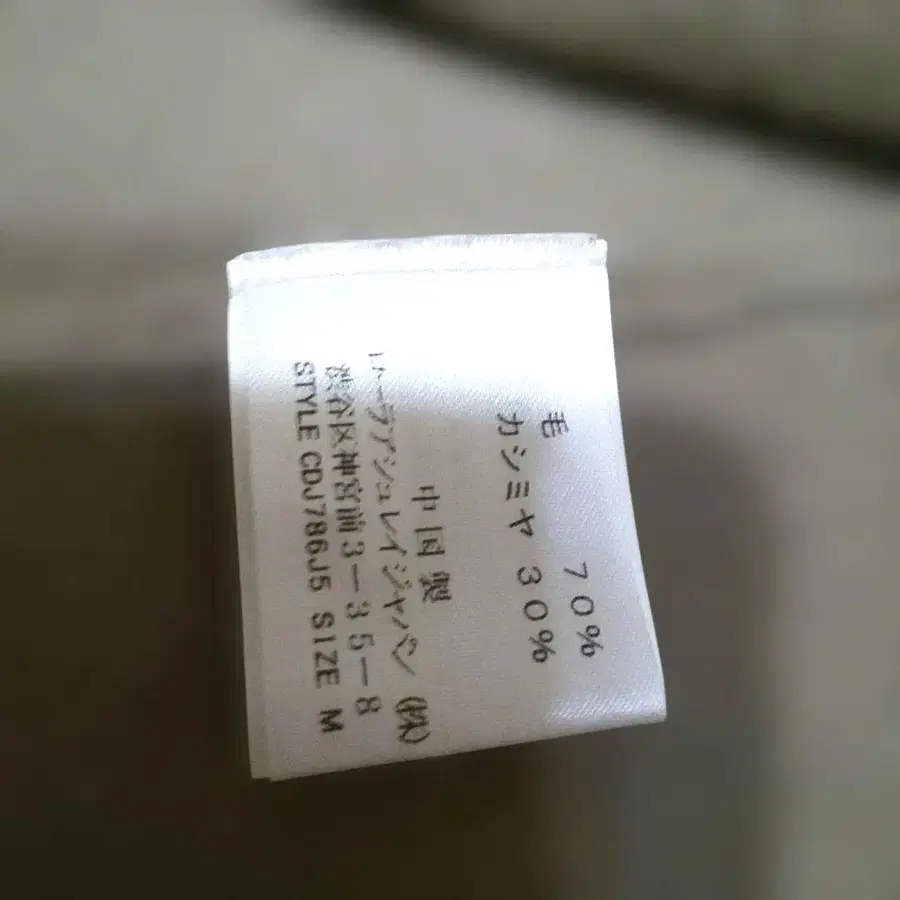 毛 70%
カシミヤ 30%
中国製
ローラアシュレイジャパン(株)
渋谷区神宮前3-35-8
STYLE CDJ786J5 SIZE M